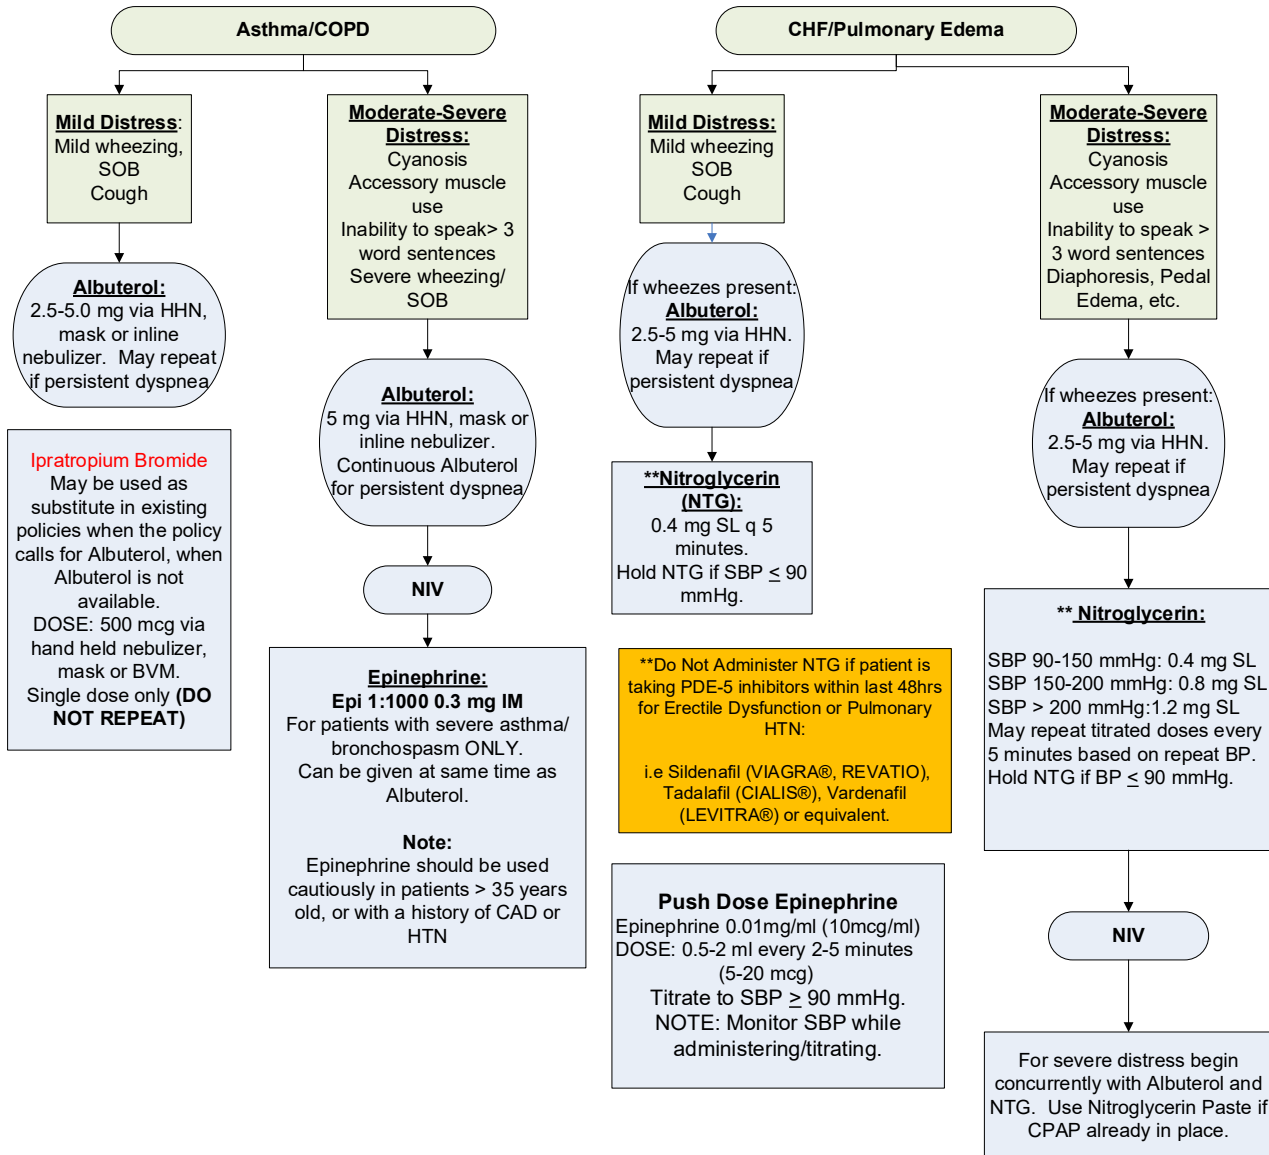 Asthma/COPD
Mild Distress:
Mild wheezing,
SOB
Cough
Albuterol:
2.5-5.0 mg via HHN,
mask or inline
nebulizer. May repeat
if persistent dyspnea
Ipratropium Bromide
May be used as
substitute in existing
policies when the policy
calls for Albuterol, when
Albuterol is not
available.
DOSE: 500 mcg via
hand held nebulizer,
mask or BVM.
Single dose only (DO
NOT REPEAT)
Moderate-Severe
Distress:
Cyanosis
Accessory muscle
use
Inability to speak> 3
word sentences
Severe wheezing/
SOB
Albuterol:
5 mg via HHN, mask or
inline nebulizer.
Continuous Albuterol
for persistent dyspnea
NIV
Epinephrine:
Epi 1:1000 0.3 mg IM
For patients with severe asthma/
bronchospasm ONLY.
Can be given at same time as
Albuterol.
Note:
Epinephrine should be used
cautiously in patients > 35 years
old, or with a history of CAD or
HTN
CHF/Pulmonary Edema
Mild Distress:
Mild wheezing
SOB
Cough
If wheezes present:
Albuterol:
2.5-5 mg via HHN.
May repeat if
persistent dyspnea
**Nitroglycerin
(NTG):
0.4 mg SL q 5
minutes.
Hold NTG if SBP ≤ 90
mmHg.
**Do Not Administer NTG if patient is
taking PDE-5 inhibitors within last 48hrs
for Erectile Dysfunction or Pulmonary
HTN:
i.e Sildenafil (VIAGRA®, REVATIO),
Tadalafil (CIALIS®), Vardenafil
(LEVITRA®) or equivalent.
Push Dose Epinephrine
Epinephrine 0.01mg/ml (10mcg/ml)
DOSE: 0.5-2 ml every 2-5 minutes
(5-20 mcg)
Titrate to SBP ≥ 90 mmHg.
NOTE: Monitor SBP while
administering/titrating.
Moderate-Severe
Distress:
Cyanosis
Accessory muscle
use
Inability to speak >
3 word sentences
Diaphoresis, Pedal
Edema, etc.
If wheezes present:
Albuterol:
2.5-5 mg via HHN.
May repeat if
persistent dyspnea
** Nitroglycerin:
SBP 90-150 mmHg: 0.4 mg SL
SBP 150-200 mmHg: 0.8 mg SL
SBP > 200 mmHg:1.2 mg SL
May repeat titrated doses every
5 minutes based on repeat BP.
Hold NTG if BP ≤ 90 mmHg.
NIV
For severe distress begin
concurrently with Albuterol and
NTG. Use Nitroglycerin Paste if
CPAP already in place.